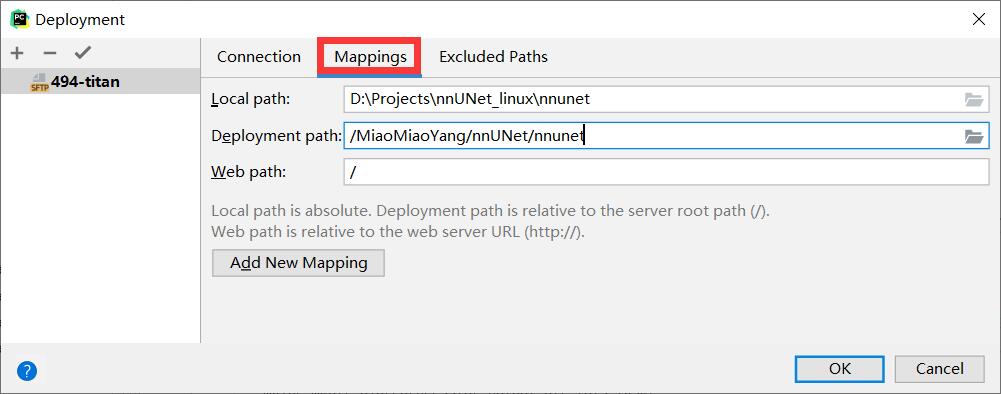 Deployment
Connection
Mappings
Excluded Paths
SFTP 494-titan
Local path: D:\Projects\nnUNet_linux\nnunet
Deployment path: /MiaoMiaoYang/nnUNet/nnunet
Web path: /
Local path is absolute. Deployment path is relative to the server root path (/).
Web path is relative to the web server URL (http://).
Add New Mapping
?
OK
Cancel